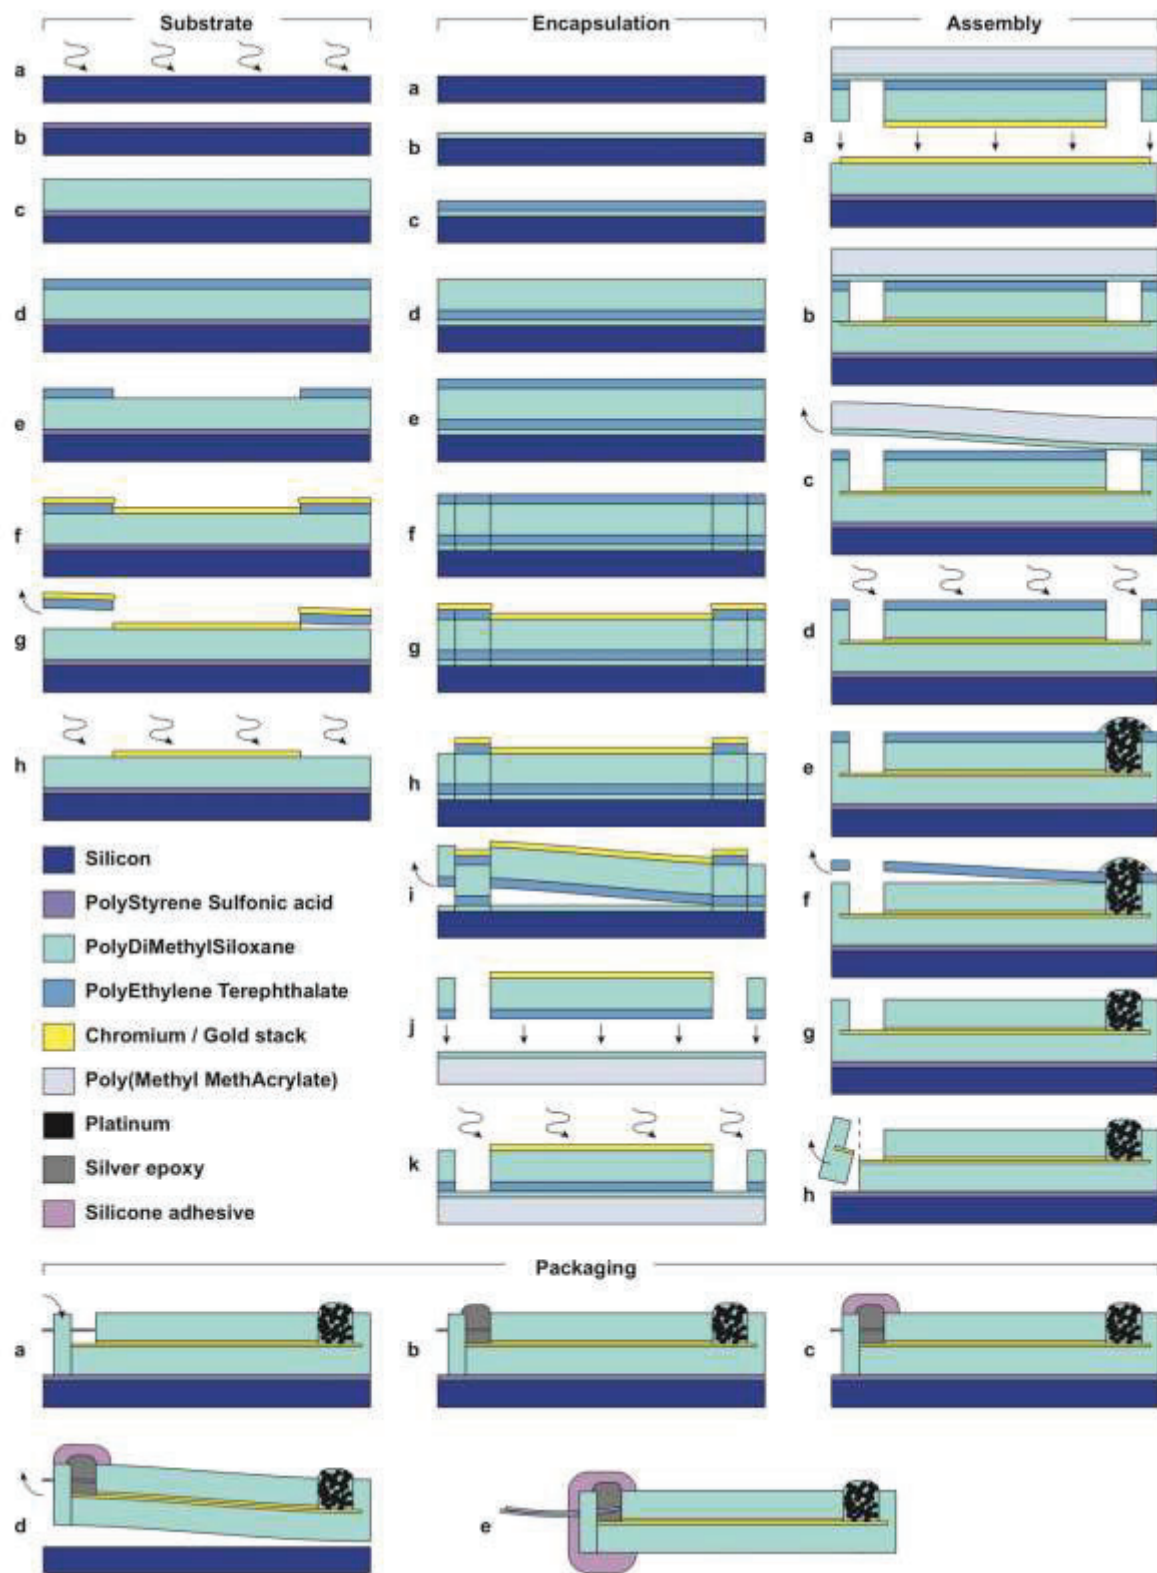 Substrate
a
b
c
d
e
f
g
h
Silicon
PolyStyrene Sulfonic acid
PolyDiMethylSiloxane
PolyEthylene Terephthalate
Chromium / Gold stack
Poly(Methyl MethAcrylate)
Platinum
Silver epoxy
Silicone adhesive
Encapsulation
a
b
c
d
e
f
g
h
i
j
k
Assembly
a
b
c
d
e
f
g
h
Packaging
a
b
c
d
e